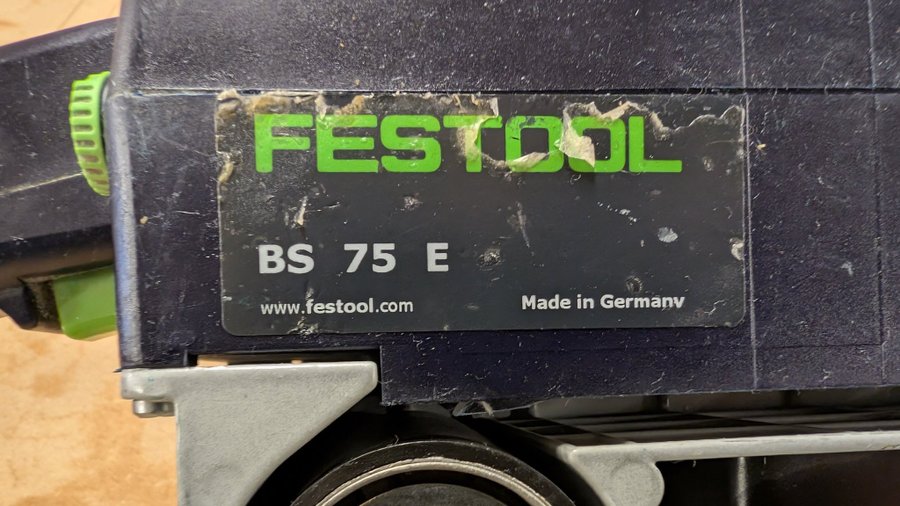 FESTOOL
BS 75 E
www.festool.com
Made in Germany